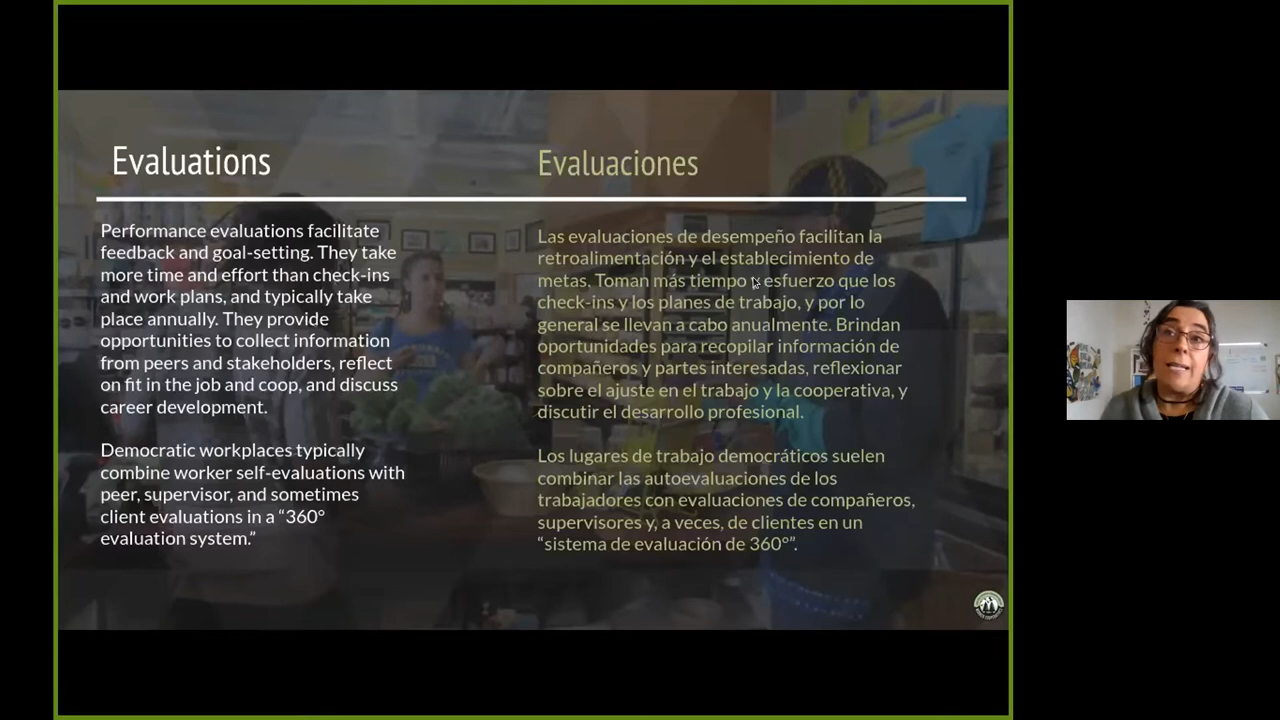 Evaluations
Performance evaluations facilitate
feedback and goal-setting. They take
more time and effort than check-ins
and work plans, and typically take
place annually. They provide
opportunities to collect information
from peers and stakeholders, reflect
on fit in the job and coop, and discuss
career development.
Democratic workplaces typically
combine worker self-evaluations with
peer, supervisor, and sometimes
client evaluations in a “360°
evaluation system.”
Evaluaciones
Las evaluaciones de desempeño facilitan la
retroalimentación y el establecimiento de
metas. Toman más tiempo y esfuerzo que los
check-ins y los planes de trabajo, y por lo
general se llevan a cabo anualmente. Brindan
oportunidades para recopilar información de
compañeros y partes interesadas, reflexionar
sobre el ajuste en el trabajo y la cooperativa, y
discutir el desarrollo profesional.
Los lugares de trabajo democráticos suelen
combinar las autoevaluaciones de los
trabajadores con evaluaciones de compañeros,
supervisores y, a veces, de clientes en un
“sistema de evaluación de 360°”.